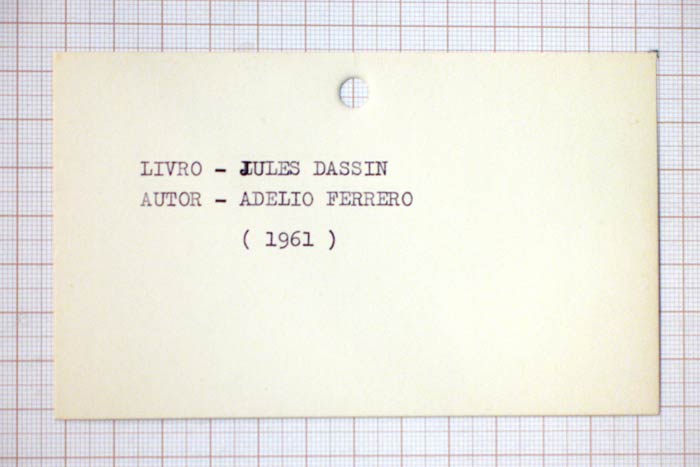 LIVRO - JULES DASSIN
AUTOR - ADELIO FERRERO
( 1961 )